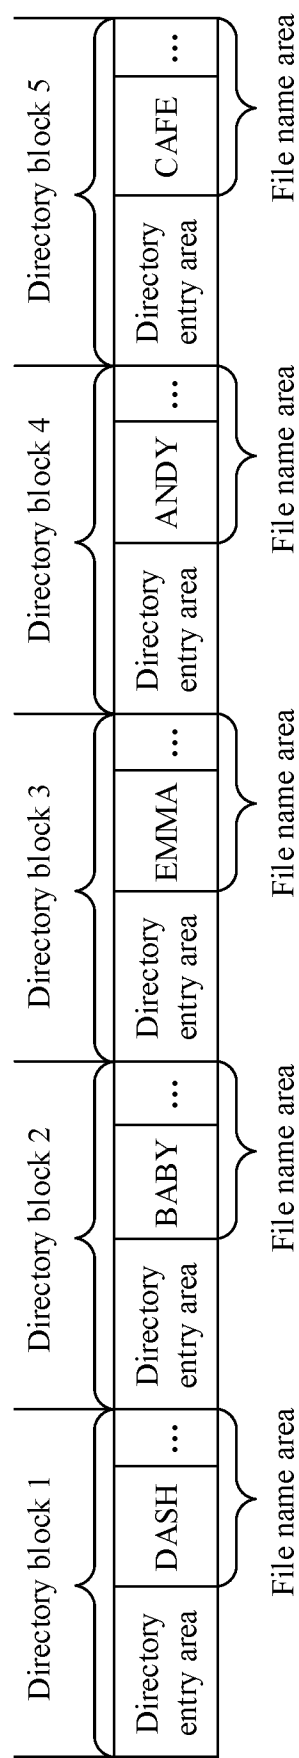 Directory block 1
Directory block 2
Directory block 3
Directory block 4
Directory block 5
Directory
entry area
DASH
...
Directory
entry area
BABY
...
Directory
entry area
EMMA
...
Directory
entry area
ANDY
...
Directory
entry area
CAFE
...
File name area
File name area
File name area
File name area
File name area